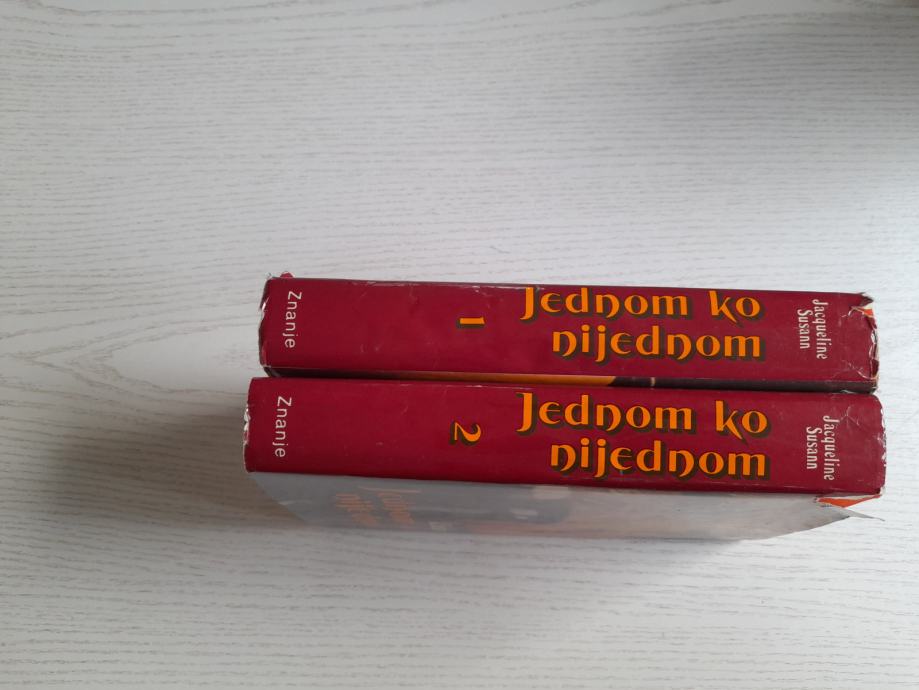 Jacqueline
Susann
Jednom ko
nijednom
1
Znanje
Jacqueline
Susann
Jednom ko
nijednom
2
Znanje